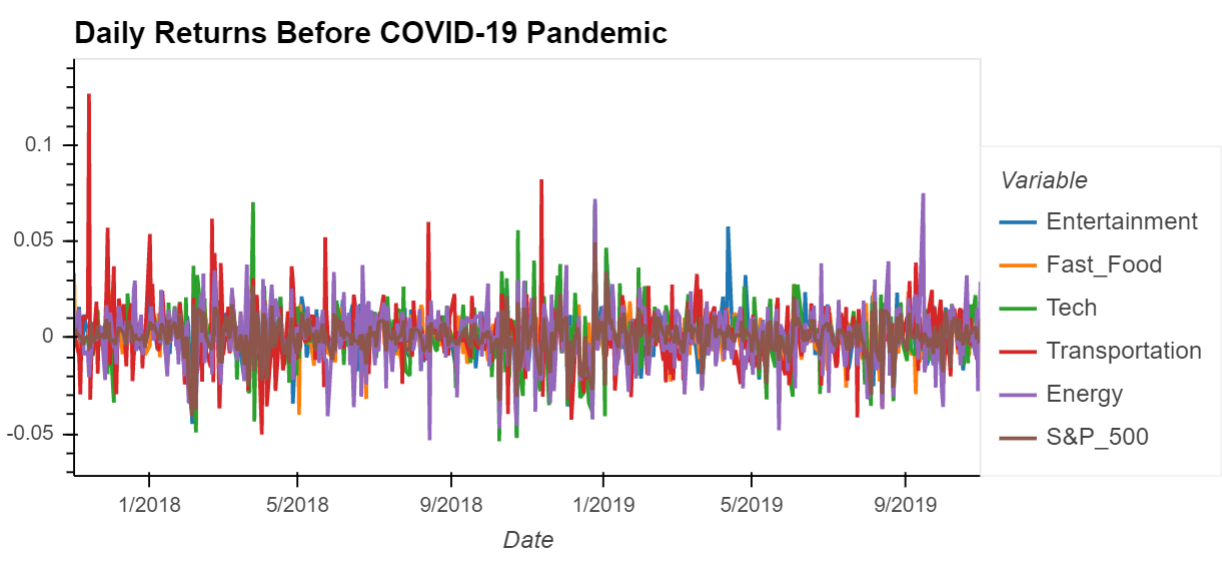 Daily Returns Before COVID-19 Pandemic
0.1
0.05
0
-0.05
1/2018 5/2018 9/2018 1/2019 5/2019 9/2019
Date
Variable
Entertainment
Fast_Food
Tech
Transportation
Energy
S&P_500